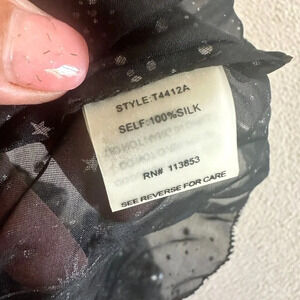 STYLE:T4412A
SELF:100%SILK
RN# 113853
SEE REVERSE FOR CARE